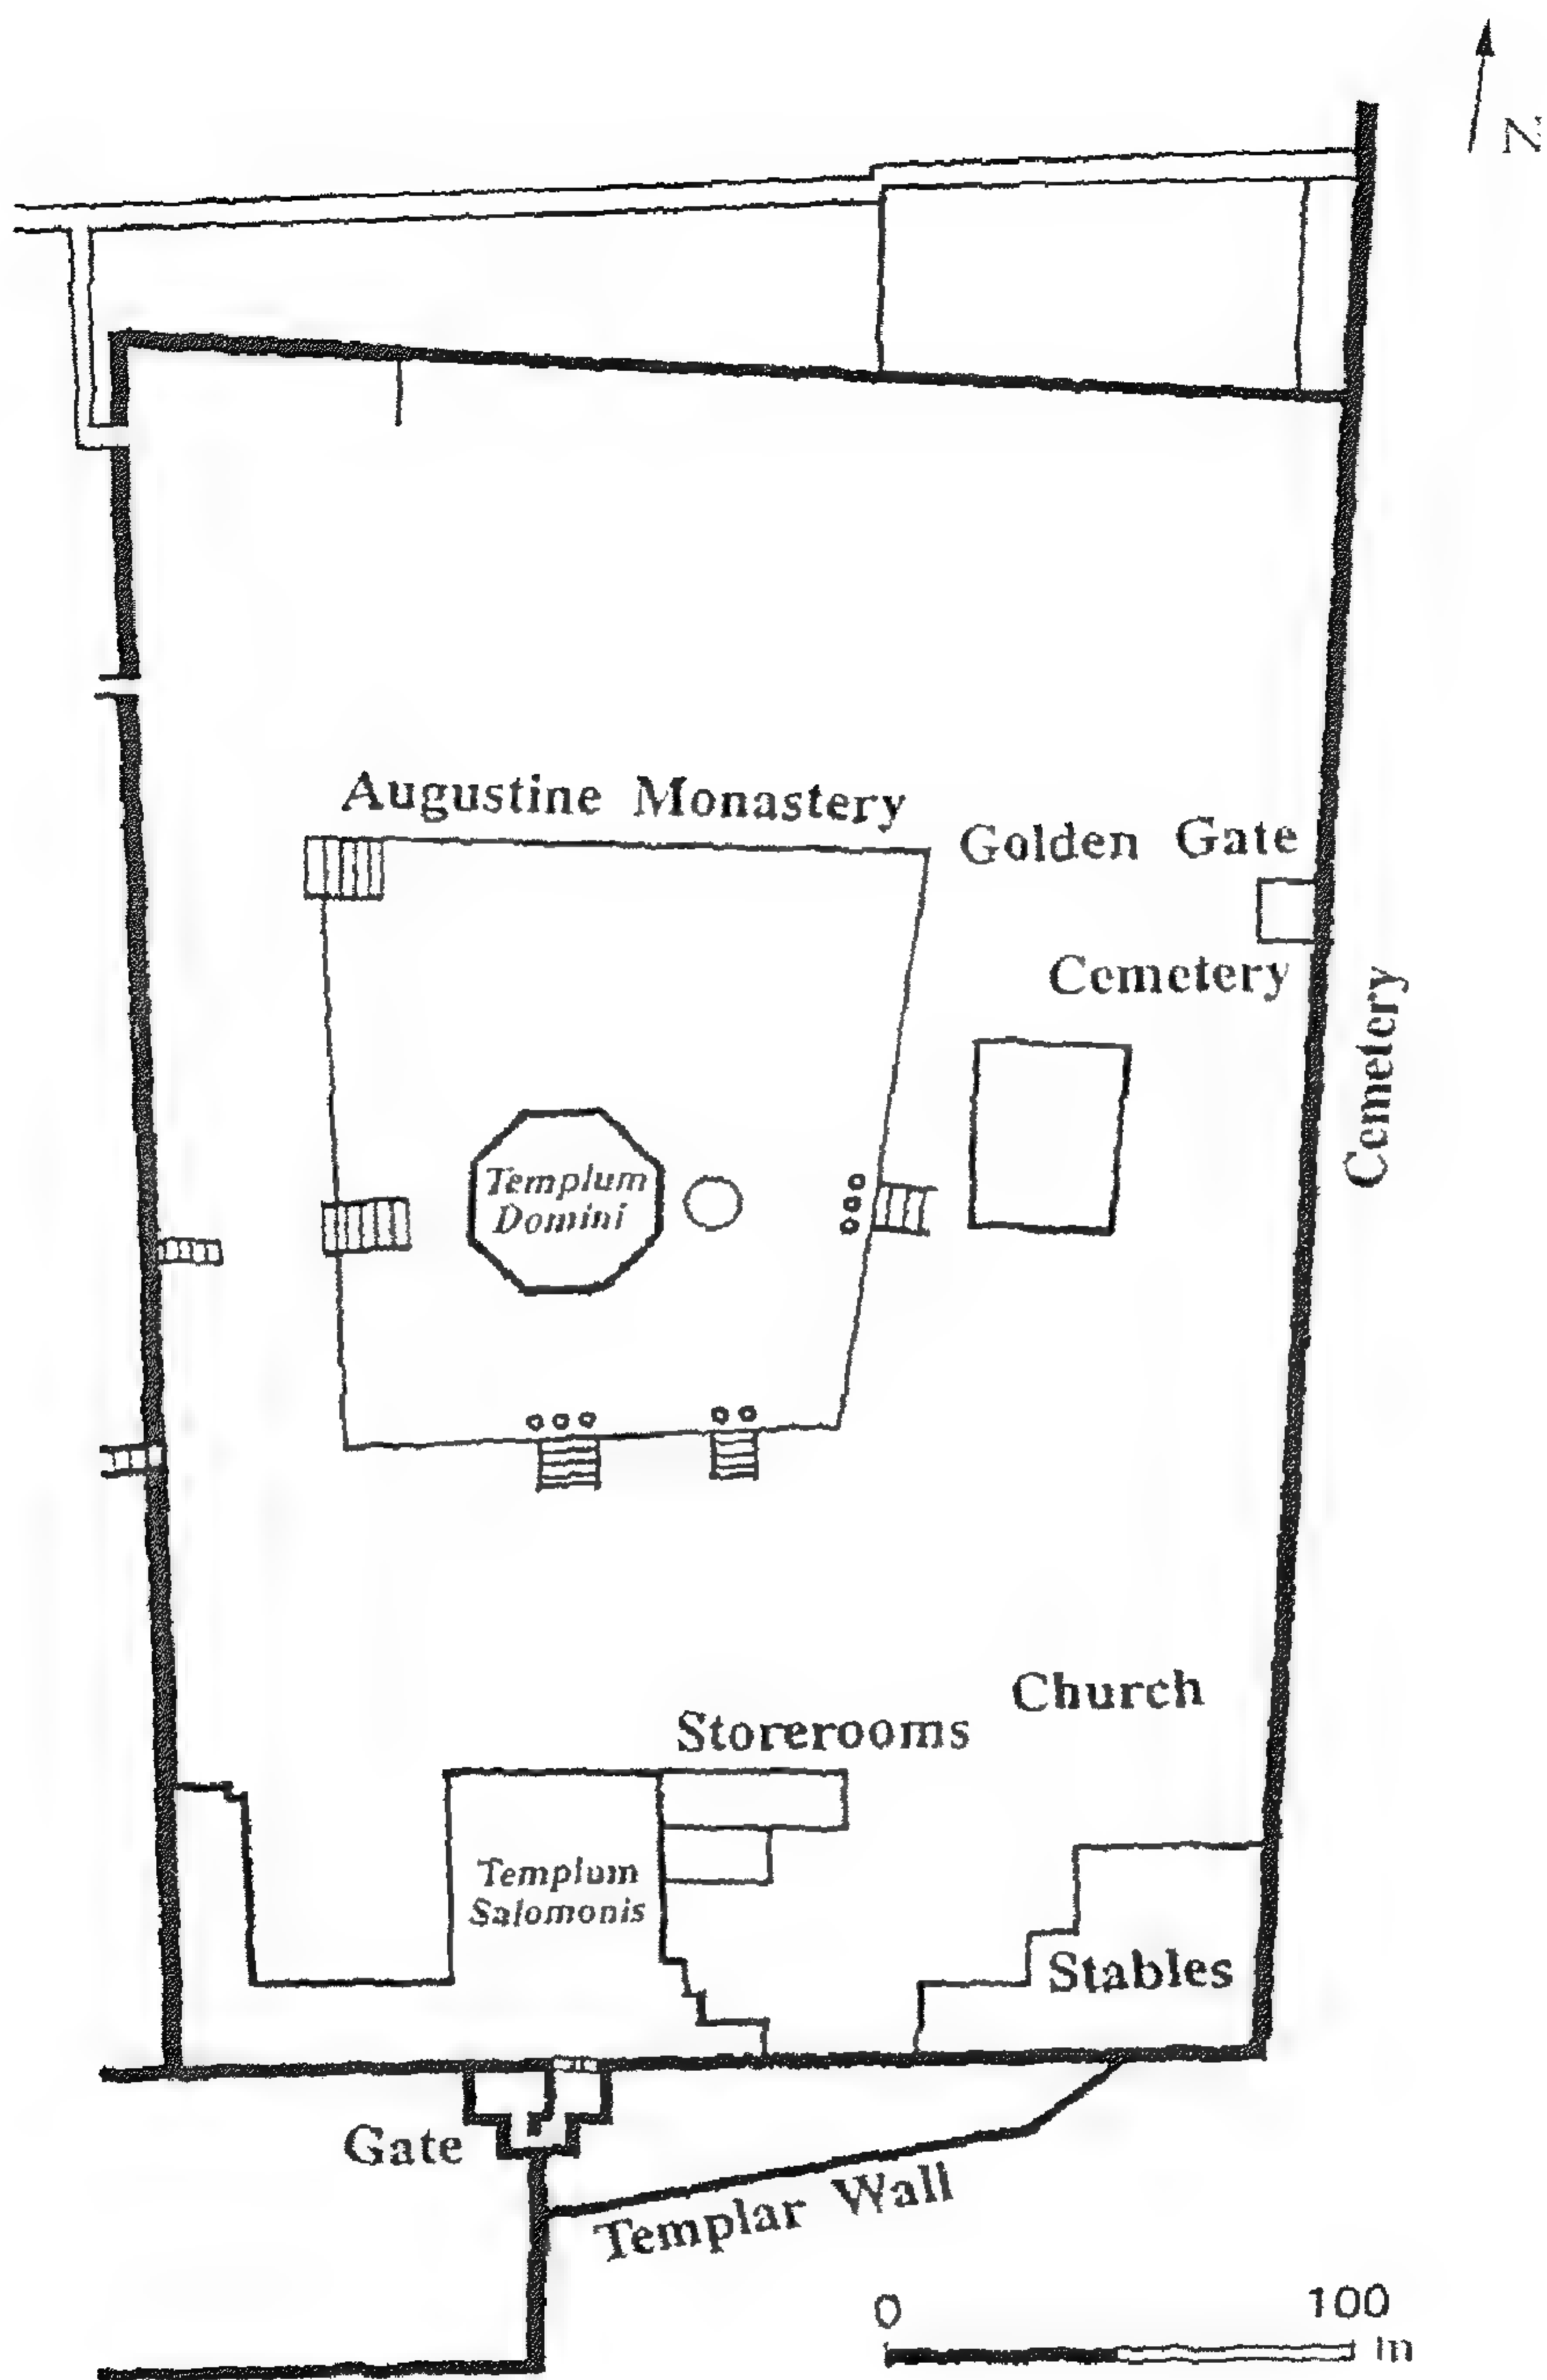 N
Augustine Monastery
Golden Gate
Cemetery
Cemetery
Templum
Domini
Church
Storerooms
Templum
Salomonis
Stables
Gate
Templar Wall
0 100
m